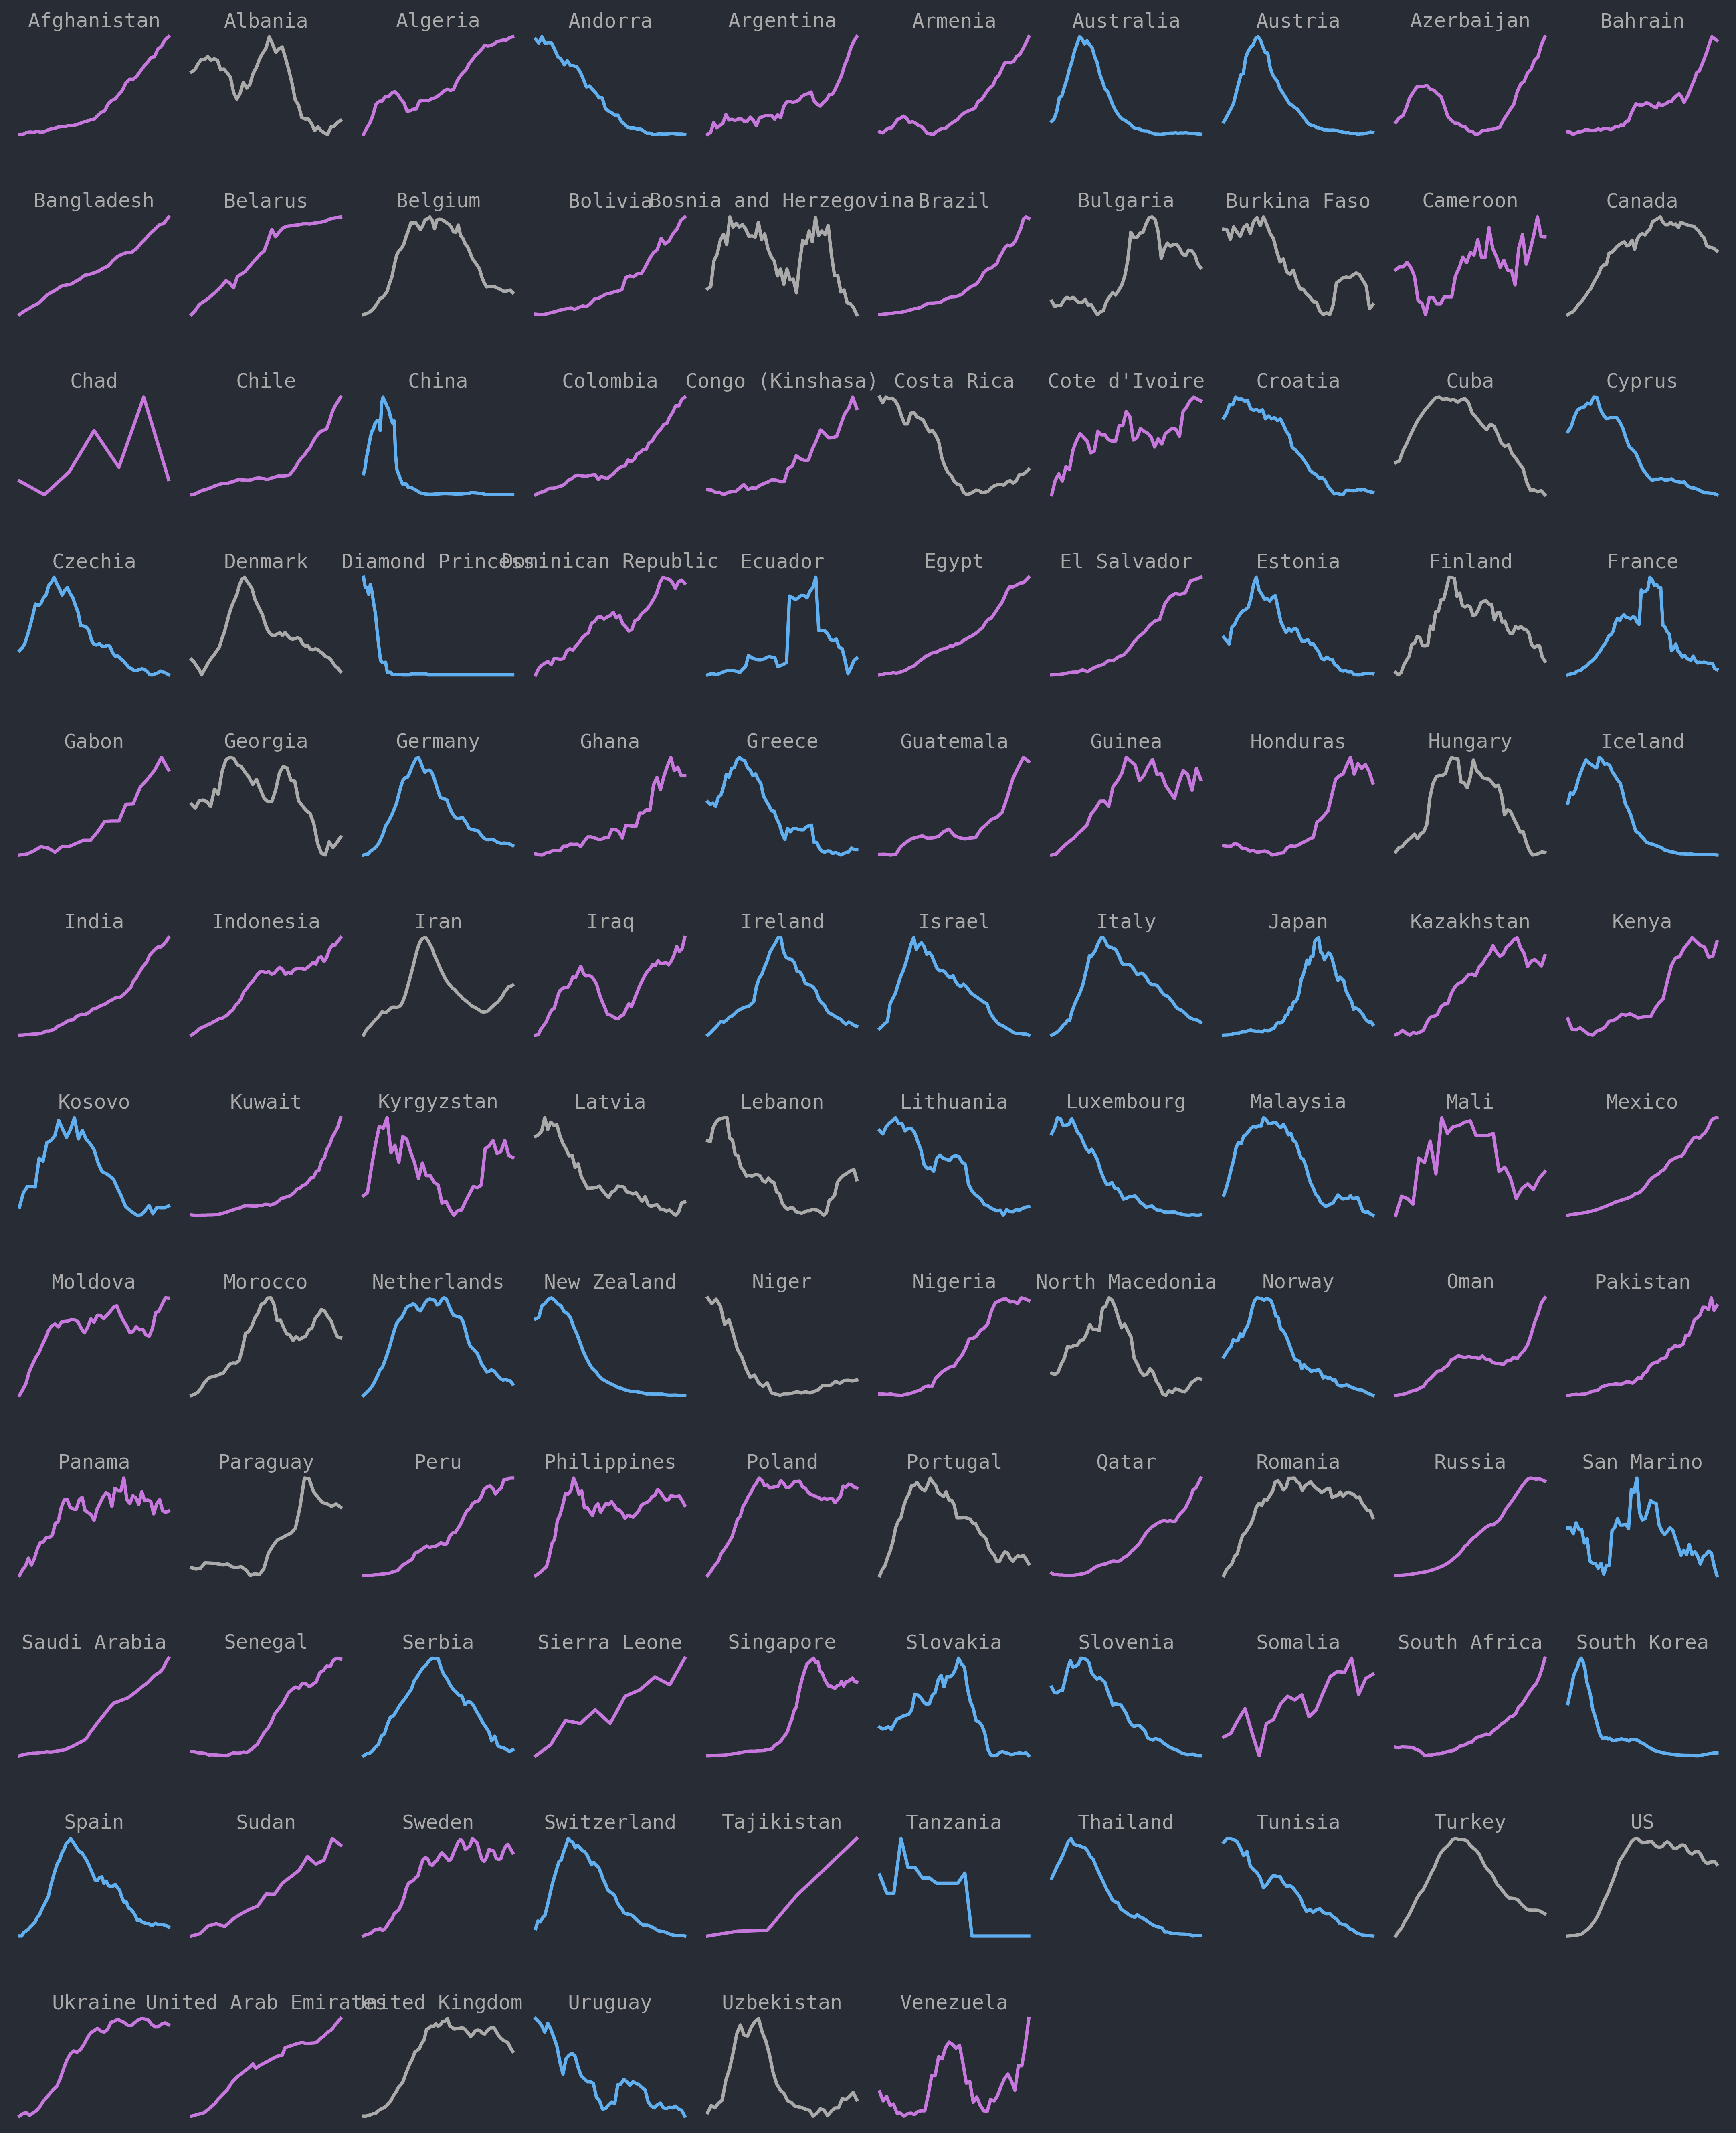 Afghanistan Albania Algeria Andorra Argentina Armenia Australia Austria Azerbaijan Bahrain
Bangladesh Belarus Belgium Bolivia Bosnia and Herzegovina Brazil Bulgaria Burkina Faso Cameroon Canada
Chad Chile China Colombia Congo (Kinshasa) Costa Rica Cote d'Ivoire Croatia Cuba Cyprus
Czechia Denmark Diamond Princess Dominican Republic Ecuador Egypt El Salvador Estonia Finland France
Gabon Georgia Germany Ghana Greece Guatemala Guinea Honduras Hungary Iceland
India Indonesia Iran Iraq Ireland Israel Italy Japan Kazakhstan Kenya
Kosovo Kuwait Kyrgyzstan Latvia Lebanon Lithuania Luxembourg Malaysia Mali Mexico
Moldova Morocco Netherlands New Zealand Niger Nigeria North Macedonia Norway Oman Pakistan
Panama Paraguay Peru Philippines Poland Portugal Qatar Romania Russia San Marino
Saudi Arabia Senegal Serbia Sierra Leone Singapore Slovakia Slovenia Somalia South Africa South Korea
Spain Sudan Sweden Switzerland Tajikistan Tanzania Thailand Tunisia Turkey US
Ukraine United Arab Emirates United Kingdom Uruguay Uzbekistan Venezuela